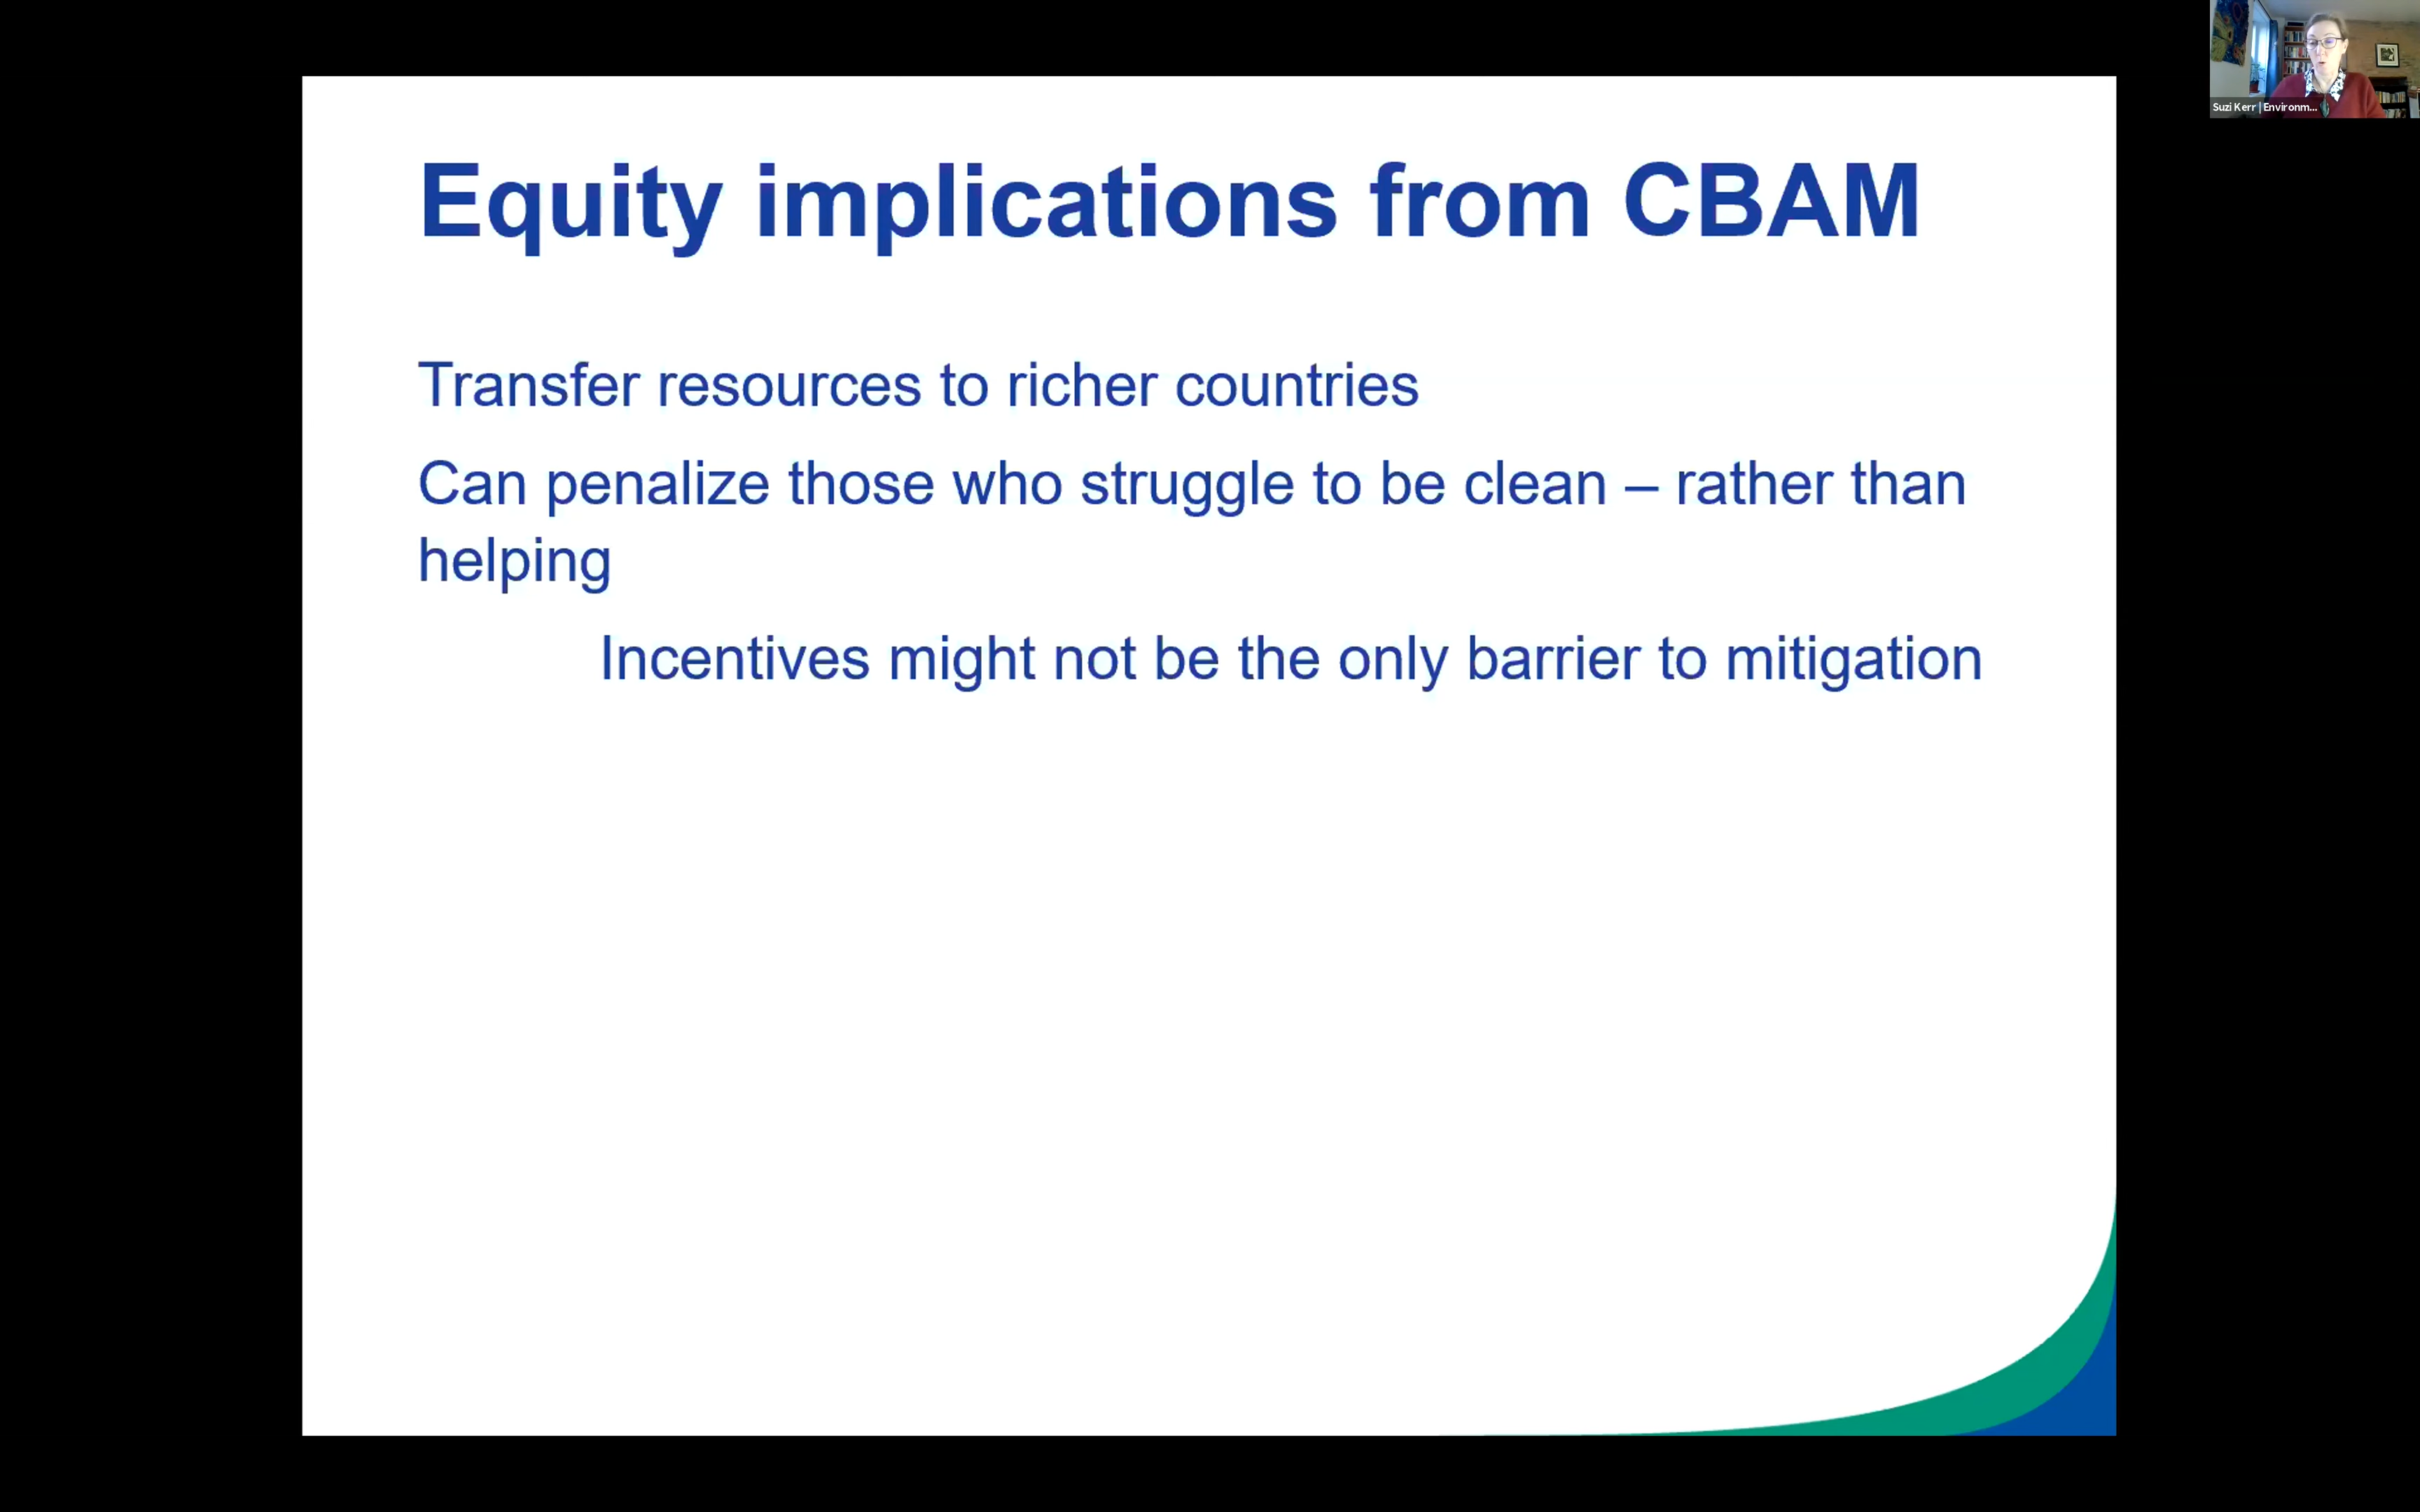 Suzi Kerr | Environm...
Equity implications from CBAM
Transfer resources to richer countries
Can penalize those who struggle to be clean – rather than
helping
Incentives might not be the only barrier to mitigation